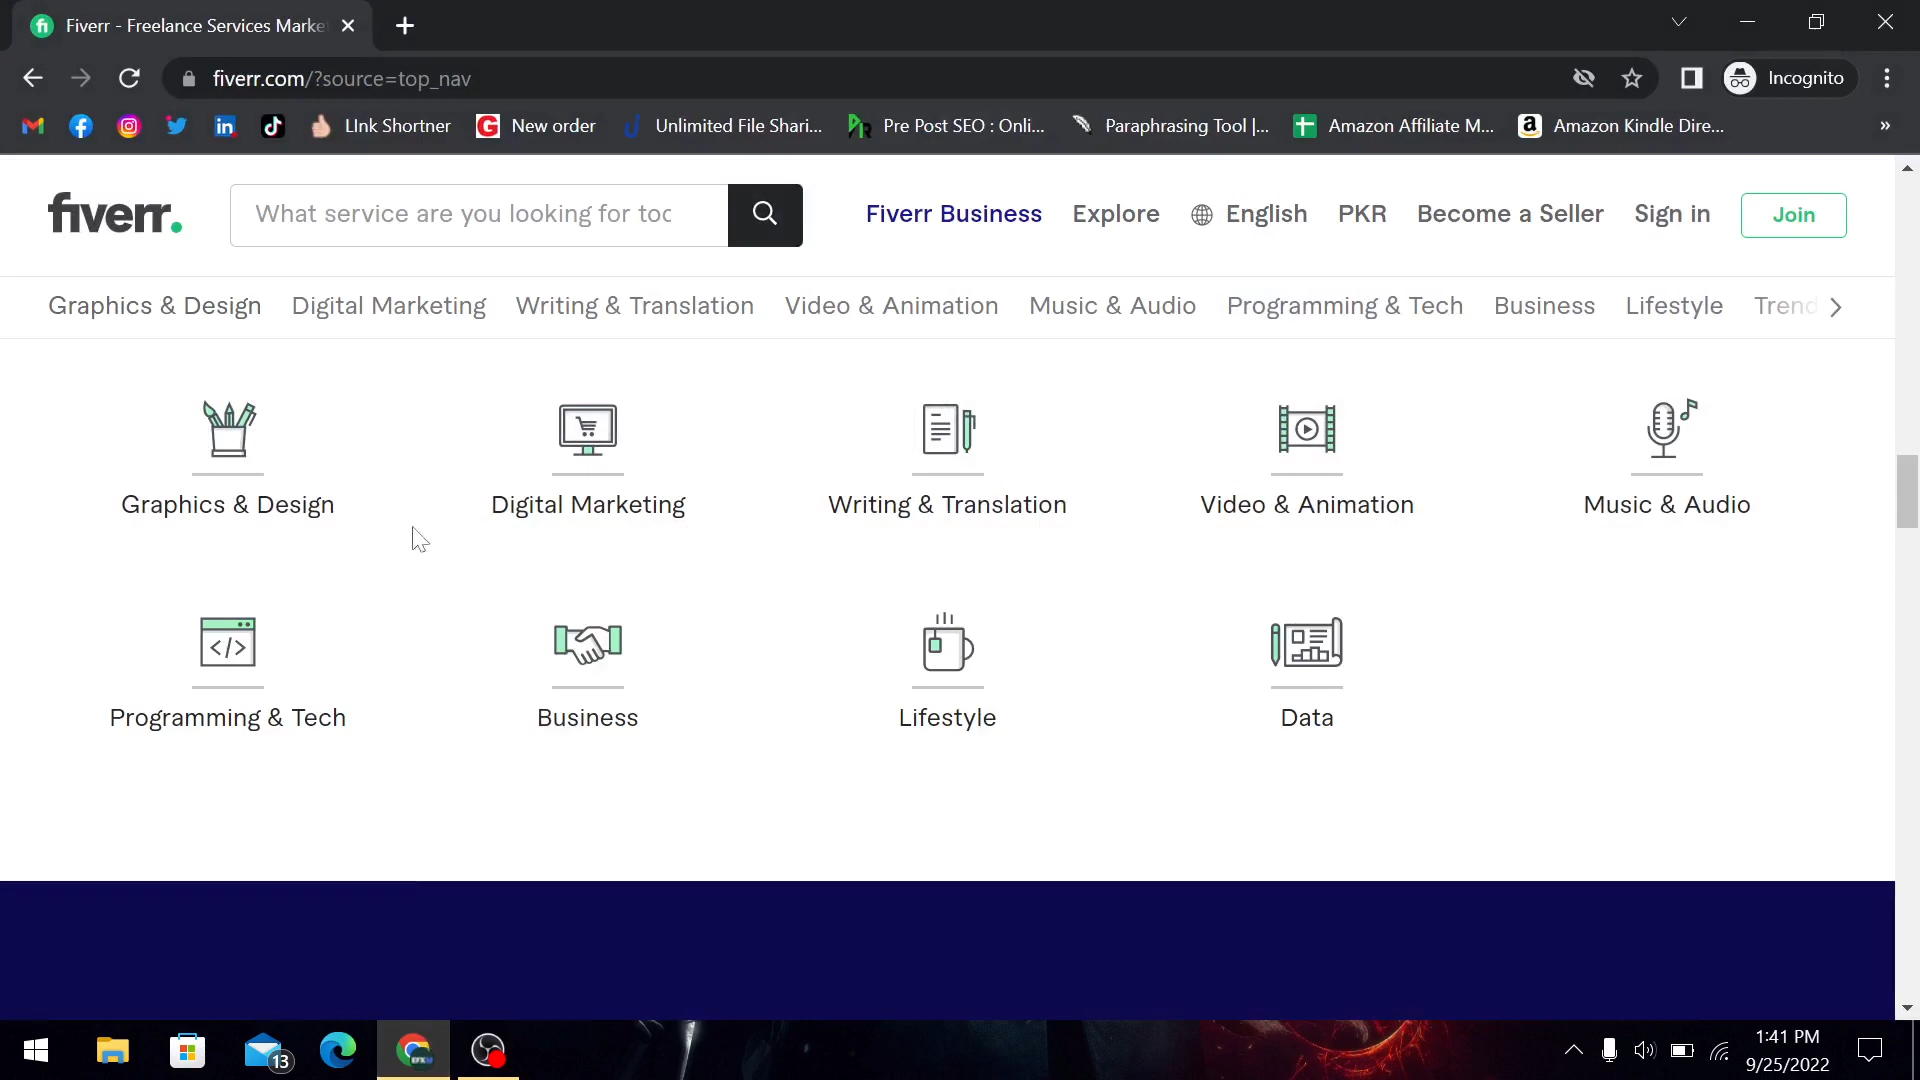 Fiverr - Freelance Services Marke
fiverr.com/?source=top_nav
Incognito
LInk Shortner
New order
Unlimited File Shari...
Pre Post SEO : Onli...
Paraphrasing Tool |...
Amazon Affiliate M...
Amazon Kindle Dire...
fiverr.
What service are you looking for toc
Fiverr Business
Explore
English
PKR
Become a Seller
Sign in
Join
Graphics & Design
Digital Marketing
Writing & Translation
Video & Animation
Music & Audio
Programming & Tech
Business
Lifestyle
Trend
Graphics & Design
Digital Marketing
Writing & Translation
Video & Animation
Music & Audio
Programming & Tech
Business
Lifestyle
Data
13
1:41 PM
9/25/2022